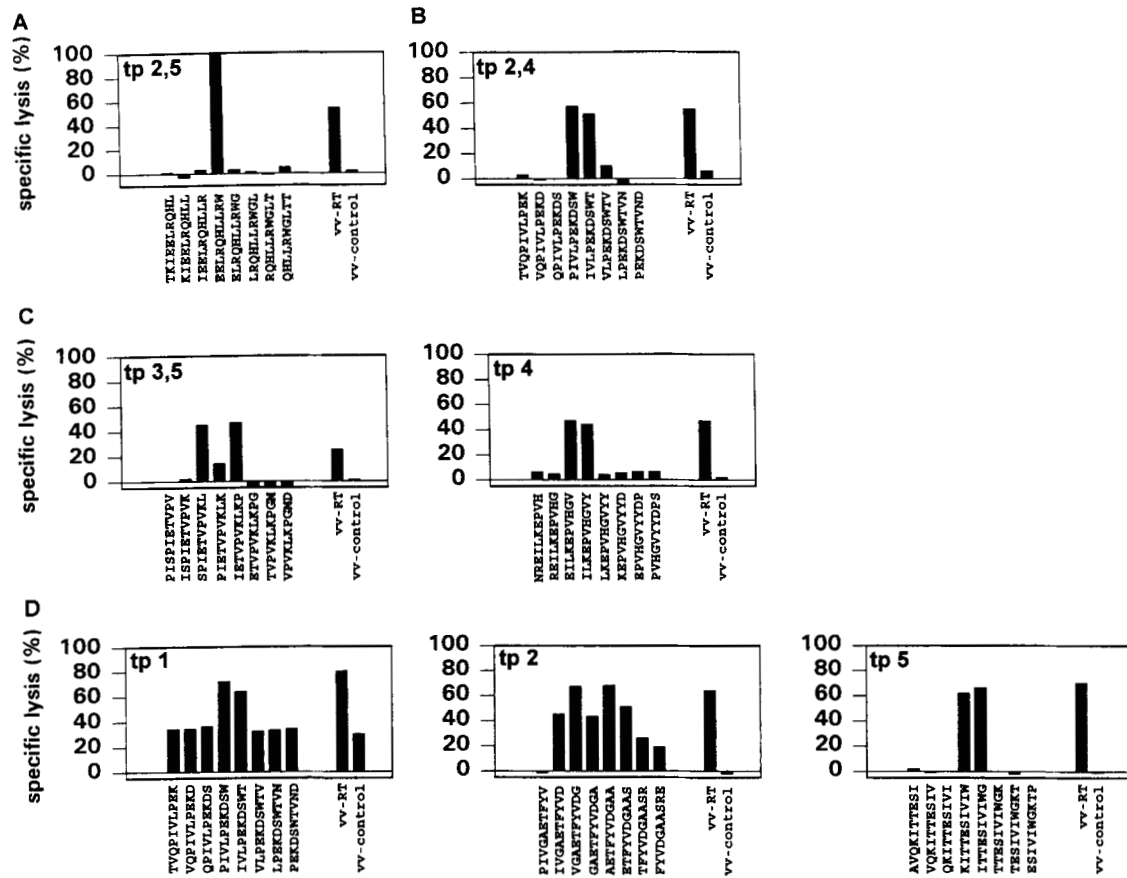 A
specific lysis (%)
100
80
60
40
20
0
tp 2,5
TKIEELRQHL
KIEELRQHLL
IEELRQHLLR
EELRQHLLRW
ELRQHLLRWG
LRQHLLRWGL
RQHLLRWGLT
QHLLRWGLTT
vv-RT
vv-control
B
100
80
60
40
20
0
tp 2,4
TVQPIVLPEK
VQPIVLPEKD
QPIVLPEKDS
PIVLPEKDSW
IVLPEKDSWT
VLPEKDSWTV
LPEKDSWTVN
PEKDSWTVND
vv-RT
vv-control
C
specific lysis (%)
100
80
60
40
20
0
tp 3,5
PISPIETVPV
ISPIETVPVK
SPIETVPVKL
PIETVPVKLK
IETVPVKLKP
ETVPVKLKPG
TVPVKLKPGM
VPVKLKPGMD
vv-RT
vv-control
100
80
60
40
20
0
tp 4
NREILKEPVH
REILKEPVHG
EILKEPVHGV
ILKEPVHGVY
LKEPVHGVYY
KEPVHGVYYD
EPVHGVYYDP
PVHGVYYDPS
vv-RT
vv-control
D
specific lysis (%)
100
80
60
40
20
0
tp 1
TVQPIVLPEK
VQPIVLPEKD
QPIVLPEKDS
PIVLPEKDSW
IVLPEKDSWT
VLPEKDSWTV
LPEKDSWTVN
PEKDSWTVND
vv-RT
vv-control
100
80
60
40
20
0
tp 2
PIVGAETFYV
IVGAETFYVD
VGAETFYVDG
GAETFYVDGA
AETFYVDGAA
ETFYVDGAAS
TFYVDGAASR
FYVDGAASRE
vv-RT
vv-control
100
80
60
40
20
0
tp 5
AVQKITTESI
VQKITTESIV
QKITTESIVI
KITTESIVIW
ITTESIVIWG
TTESIVIWGK
TESIVIWGKT
ESIVIWGKTP
vv-RT
vv-control